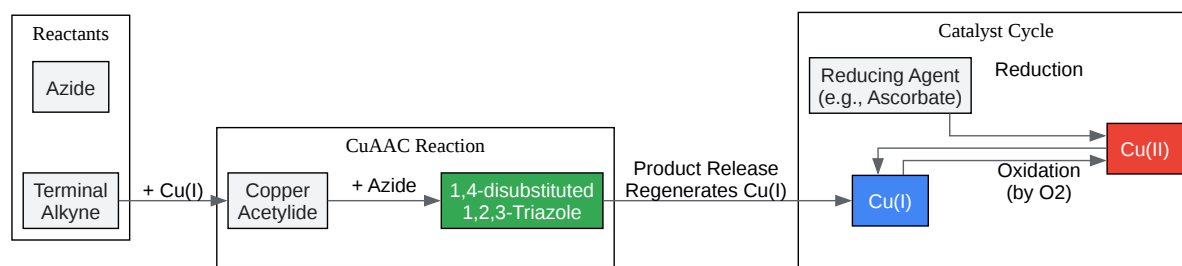 Reactants
Azide
Terminal
Alkyne
+ Cu(I)
CuAAC Reaction
Copper
Acetylide
+ Azide
1,4-disubstituted
1,2,3-Triazole
Product Release
Regenerates Cu(I)
Catalyst Cycle
Reducing Agent
(e.g., Ascorbate)
Reduction
Cu(II)
Cu(I)
Oxidation
(by O2)